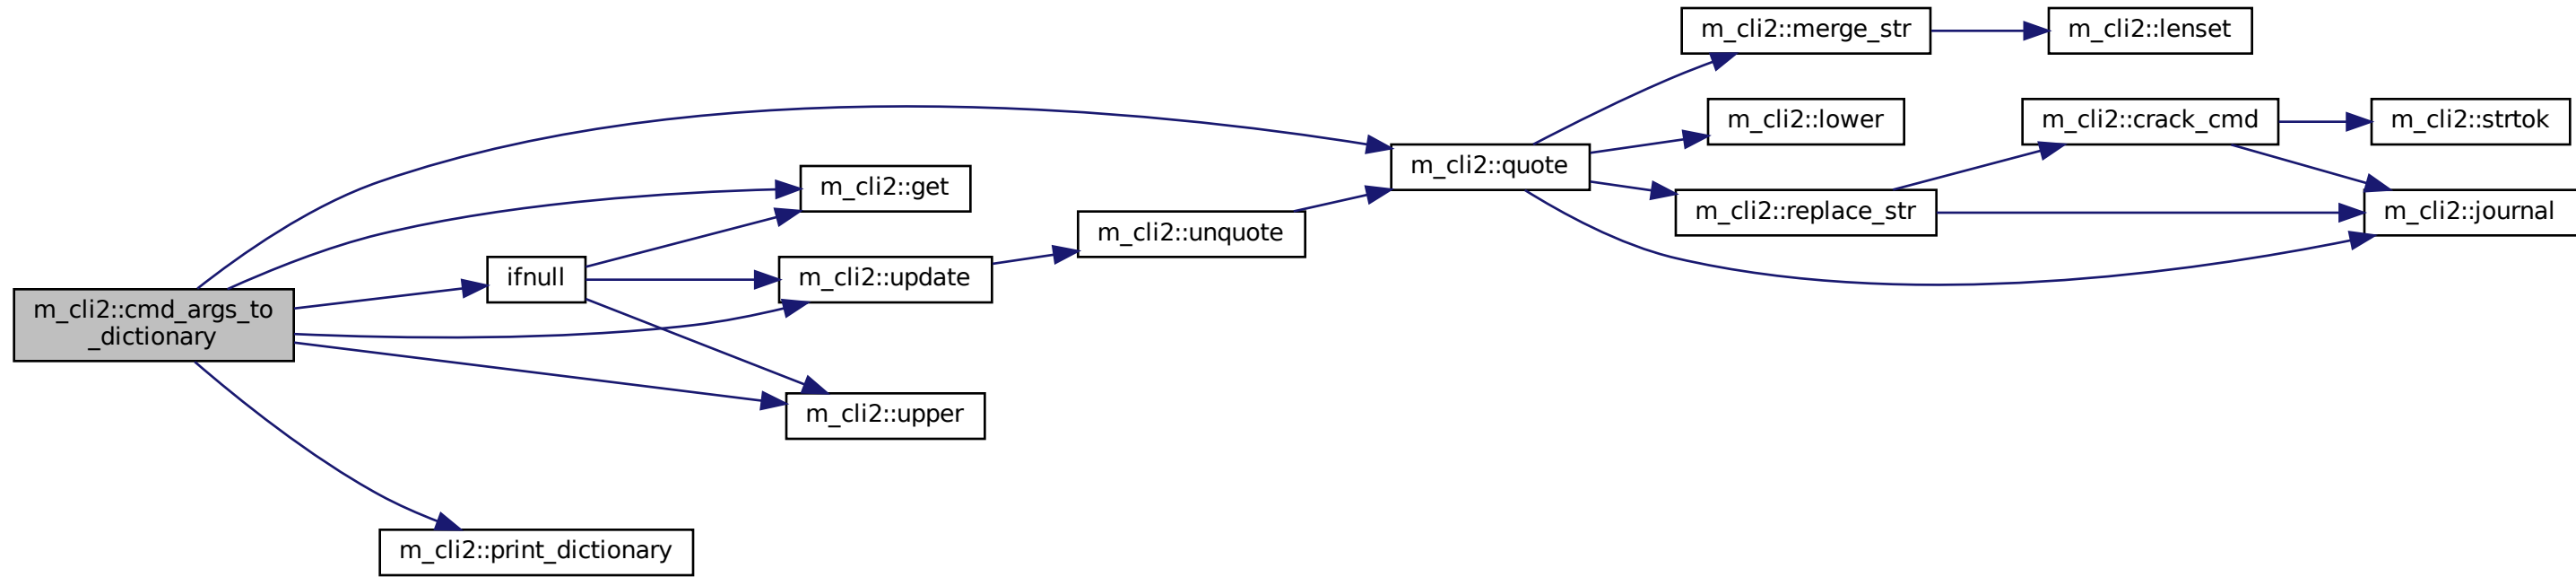 m_cli2::merge_str
m_cli2::lenset
m_cli2::lower
m_cli2::crack_cmd
m_cli2::strtok
m_cli2::quote
m_cli2::get
m_cli2::replace_str
m_cli2::journal
m_cli2::unquote
ifnull
m_cli2::update
m_cli2::cmd_args_to
_dictionary
m_cli2::upper
m_cli2::print_dictionary